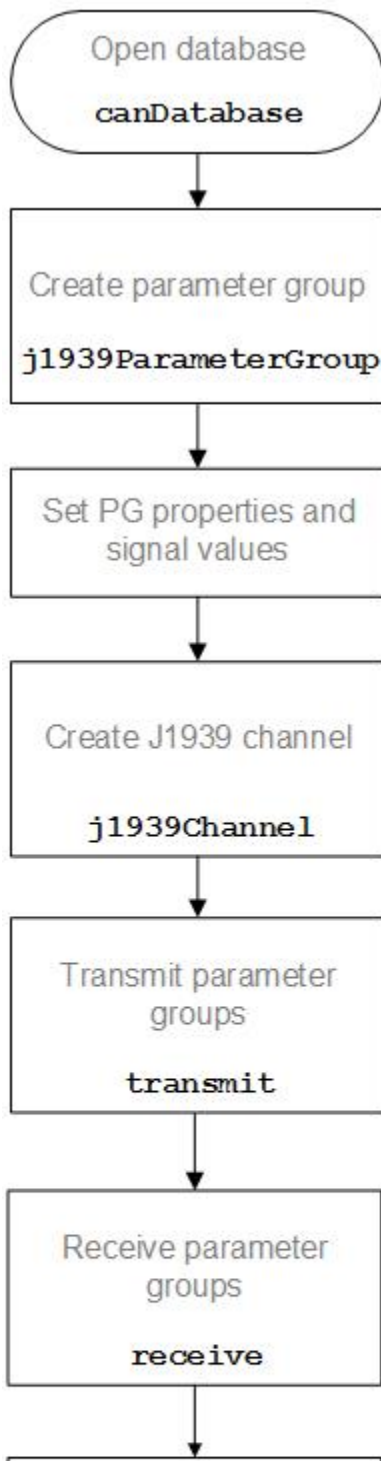 Open database
canDatabase
Create parameter group
j1939ParameterGroup
Set PG properties and
signal values
Create J1939 channel
j1939Channel
Transmit parameter
groups
transmit
Receive parameter
groups
receive